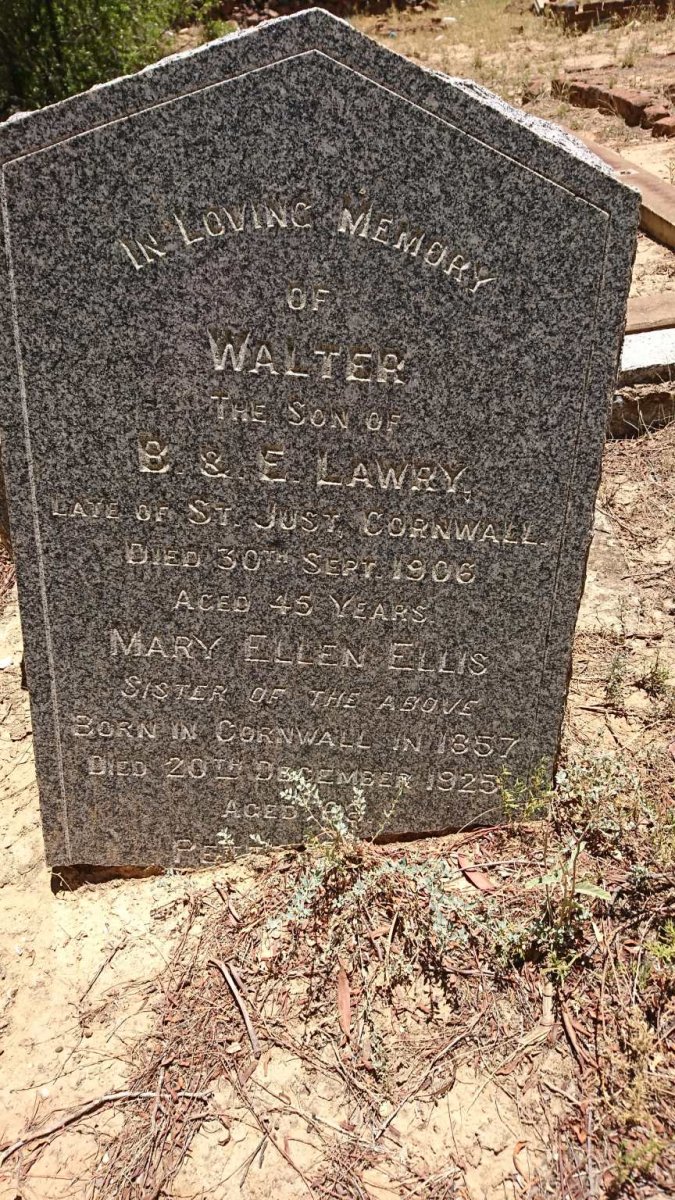 IN LOVING MEMORY
OF
WALTER
THE SON OF
B. & E. LAWRY,
LATE OF ST. JUST, CORNWALL.
DIED 30TH SEPT. 1906
AGED 45 YEARS.
MARY ELLEN ELLIS
SISTER OF THE ABOVE
BORN IN CORNWALL IN 1857
DIED 20TH DECEMBER 1925
AGED